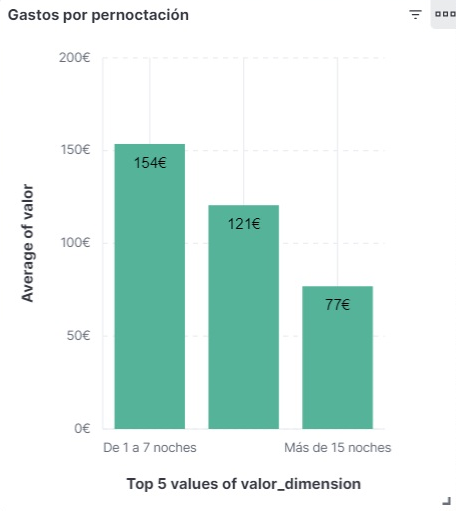 Gastos por pernoctación
200€
150€
100€
50€
0€
Average of valor
154€
121€
77€
De 1 a 7 noches
Más de 15 noches
Top 5 values of valor_dimension